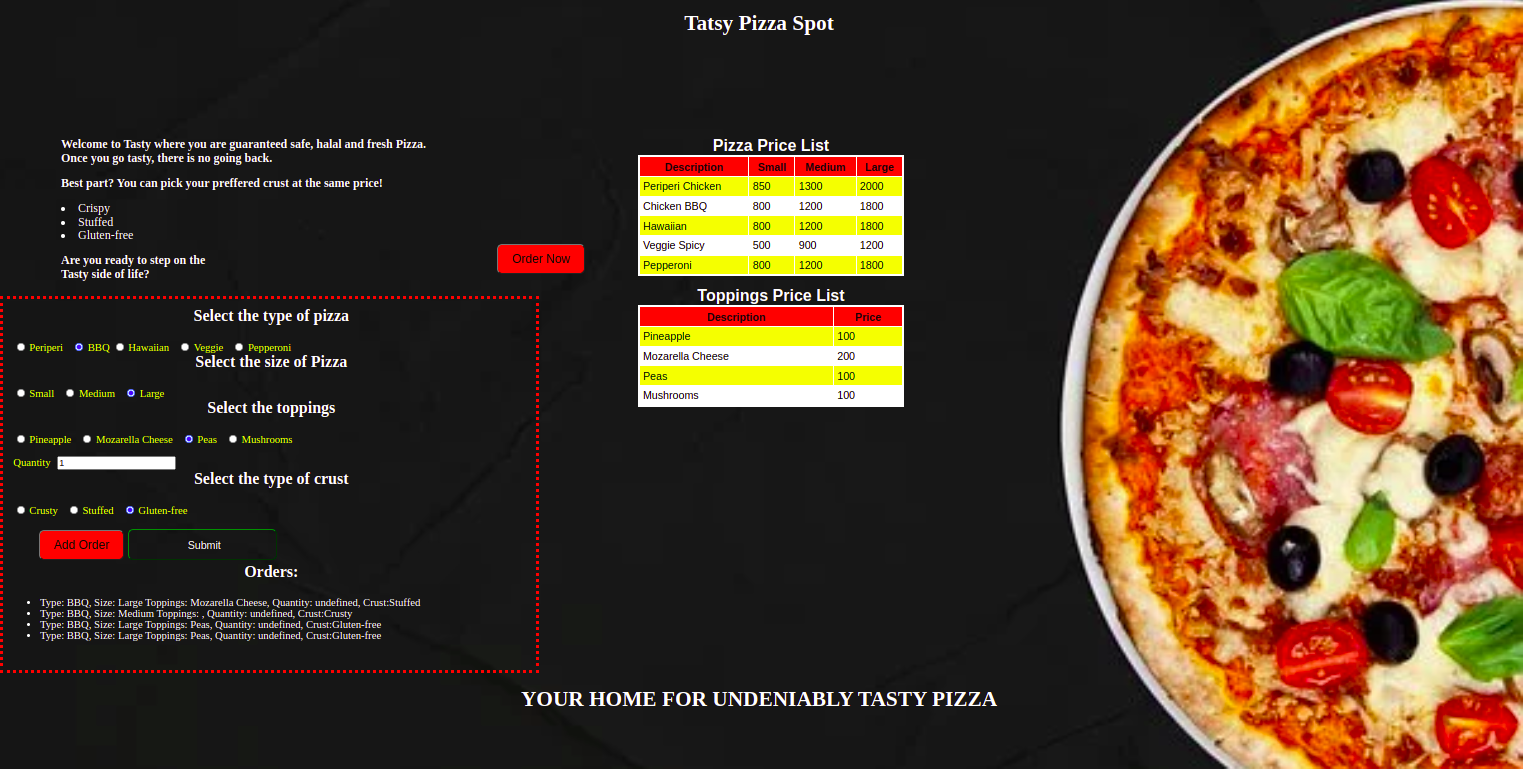 Tatsy Pizza Spot
Welcome to Tasty where you are guaranteed safe, halal and fresh Pizza.
Once you go tasty, there is no going back.
Best part? You can pick your preffered crust at the same price!
Crispy
Stuffed
Gluten-free
Are you ready to step on the
Tasty side of life?
Order Now
Pizza Price List
Description Small Medium Large
Periperi Chicken 850 1300 2000
Chicken BBQ 800 1200 1800
Hawaiian 800 1200 1800
Veggie Spicy 500 900 1200
Pepperoni 800 1200 1800
Toppings Price List
Description Price
Pineapple 100
Mozarella Cheese 200
Peas 100
Mushrooms 100
Select the type of pizza
Periperi BBQ Hawaiian Veggie Pepperoni
Select the size of Pizza
Small Medium Large
Select the toppings
Pineapple Mozarella Cheese Peas Mushrooms
Quantity 1
Select the type of crust
Crusty Stuffed Gluten-free
Add Order Submit
Orders:
Type: BBQ, Size: Large Toppings: Mozarella Cheese, Quantity: undefined, Crust:Stuffed
Type: BBQ, Size: Medium Toppings: , Quantity: undefined, Crust:Crusty
Type: BBQ, Size: Large Toppings: Peas, Quantity: undefined, Crust:Gluten-free
Type: BBQ, Size: Large Toppings: Peas, Quantity: undefined, Crust:Gluten-free
YOUR HOME FOR UNDENIABLY TASTY PIZZA